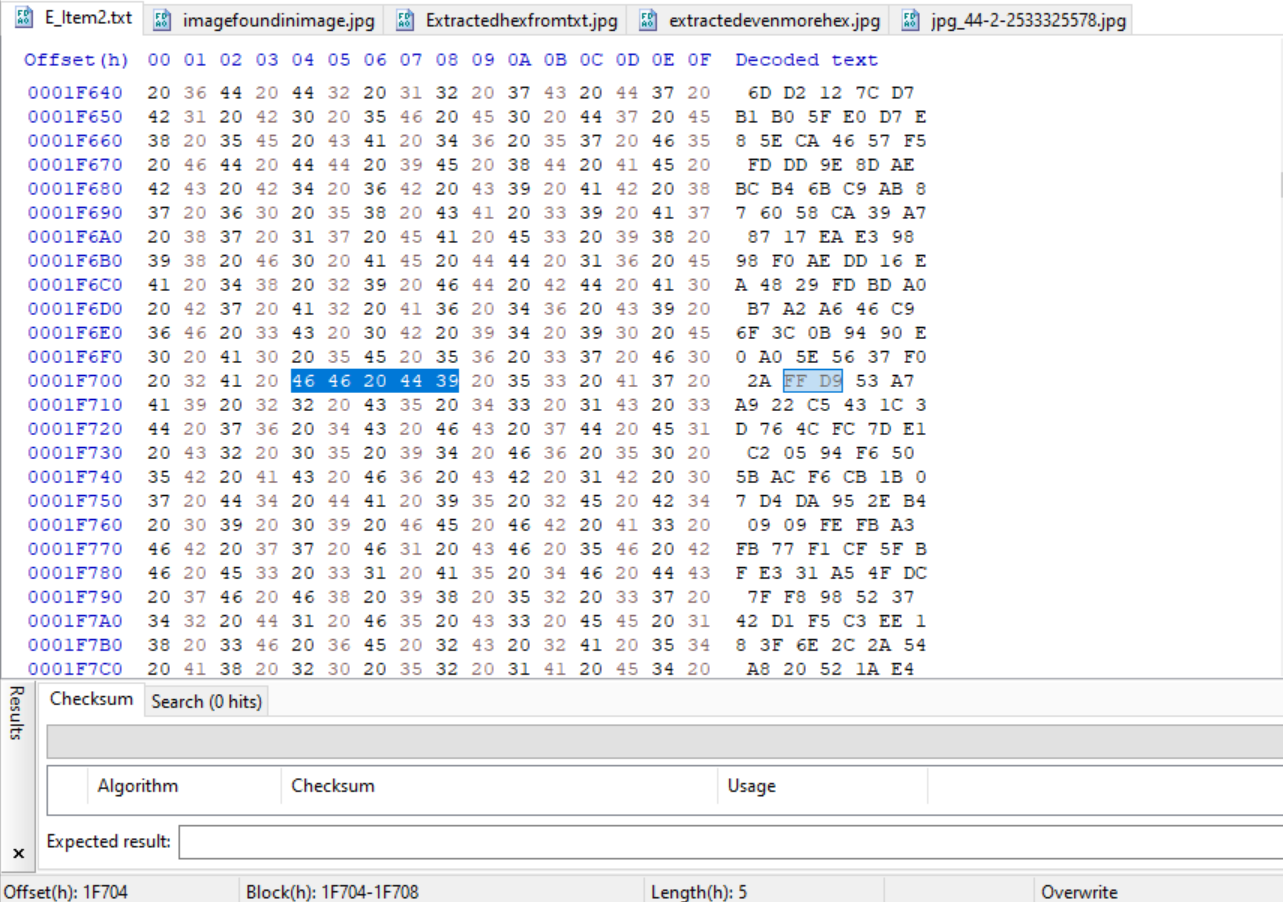 E_Item2.txt imagefoundinimage.jpg Extractedhexfromtxt.jpg extractedevenmorehex.jpg jpg_44-2-2533325578.jpg
Offset(h) 00 01 02 03 04 05 06 07 08 09 0A 0B 0C 0D 0E 0F Decoded text
0001F640 20 36 44 20 44 32 20 31 32 20 37 43 20 44 37 20 6D D2 12 7C D7
0001F650 42 31 20 42 30 20 35 46 20 45 30 20 44 37 20 45 B1 B0 5F E0 D7 E
0001F660 38 20 35 45 20 43 41 20 34 36 20 35 37 20 46 35 8 5E CA 46 57 F5
0001F670 20 46 44 20 44 44 20 39 45 20 38 44 20 41 45 20 FD DD 9E 8D AE
0001F680 42 43 20 42 34 20 36 42 20 43 39 20 41 42 20 38 BC B4 6B C9 AB 8
0001F690 37 20 36 30 20 35 38 20 43 41 20 33 39 20 41 37 7 60 58 CA 39 A7
0001F6A0 20 38 37 20 31 37 20 45 41 20 45 33 20 39 38 20 87 17 EA E3 98
0001F6B0 39 38 20 46 30 20 41 45 20 44 44 20 31 36 20 45 98 F0 AE DD 16 E
0001F6C0 41 20 34 38 20 32 39 20 46 44 20 42 44 20 41 30 A 48 29 FD BD A0
0001F6D0 20 42 37 20 41 32 20 41 36 20 34 36 20 43 39 20 B7 A2 A6 46 C9
0001F6E0 36 46 20 33 43 20 30 42 20 39 34 20 39 30 20 45 6F 3C 0B 94 90 E
0001F6F0 30 20 41 30 20 35 45 20 35 36 20 33 37 20 46 30 0 A0 5E 56 37 F0
0001F700 20 32 41 20 46 46 20 44 39 20 35 33 20 41 37 20 2A FF D9 53 A7
0001F710 41 39 20 32 32 20 43 35 20 34 33 20 31 43 20 33 A9 22 C5 43 1C 3
0001F720 44 20 37 36 20 34 43 20 46 43 20 37 44 20 45 31 D 76 4C FC 7D E1
0001F730 20 43 32 20 30 35 20 39 34 20 46 36 20 35 30 20 C2 05 94 F6 50
0001F740 35 42 20 41 43 20 46 36 20 43 42 20 31 42 20 30 5B AC F6 CB 1B 0
0001F750 37 20 44 34 20 44 41 20 39 35 20 32 45 20 42 34 7 D4 DA 95 2E B4
0001F760 20 30 39 20 30 39 20 46 45 20 46 42 20 41 33 20 09 09 FE FB A3
0001F770 46 42 20 37 37 20 46 31 20 43 46 20 35 46 20 42 FB 77 F1 CF 5F B
0001F780 46 20 45 33 20 33 31 20 41 35 20 34 46 20 44 43 F E3 31 A5 4F DC
0001F790 20 37 46 20 46 38 20 39 38 20 35 32 20 33 37 20 7F F8 98 52 37
0001F7A0 34 32 20 44 31 20 46 35 20 43 33 20 45 45 20 31 42 D1 F5 C3 EE 1
0001F7B0 38 20 33 46 20 36 45 20 32 43 20 32 41 20 35 34 8 3F 6E 2C 2A 54
0001F7C0 20 41 38 20 32 30 20 35 32 20 31 41 20 45 34 20 A8 20 52 1A E4
Results
Checksum Search (0 hits)
Algorithm Checksum Usage
Expected result:
x
Offset(h): 1F704 Block(h): 1F704-1F708 Length(h): 5 Overwrite